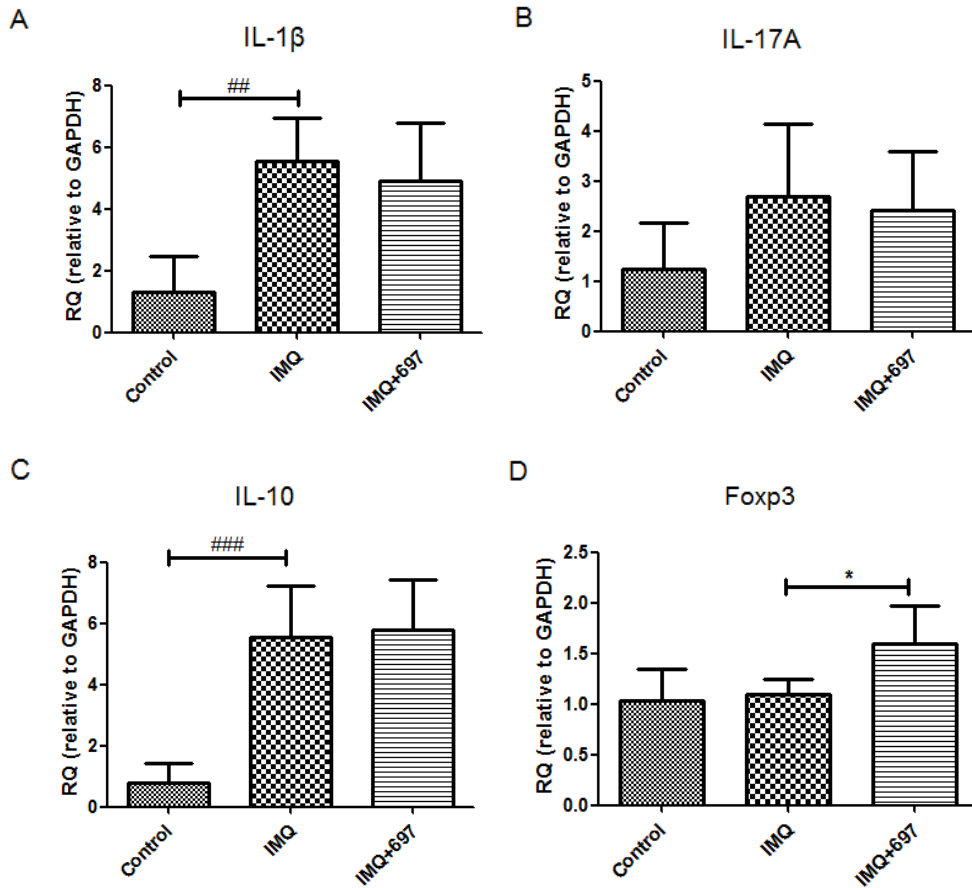 A
IL-1β
RQ (relative to GAPDH)
8
6
4
2
0
##
Control
IMQ
IMQ+697
B
IL-17A
RQ (relative to GAPDH)
5
4
3
2
1
0
Control
IMQ
IMQ+697
C
IL-10
RQ (relative to GAPDH)
8
6
4
2
0
###
Control
IMQ
IMQ+697
D
Foxp3
RQ (relative to GAPDH)
2.5
2.0
1.5
1.0
0.5
0.0
*
Control
IMQ
IMQ+697